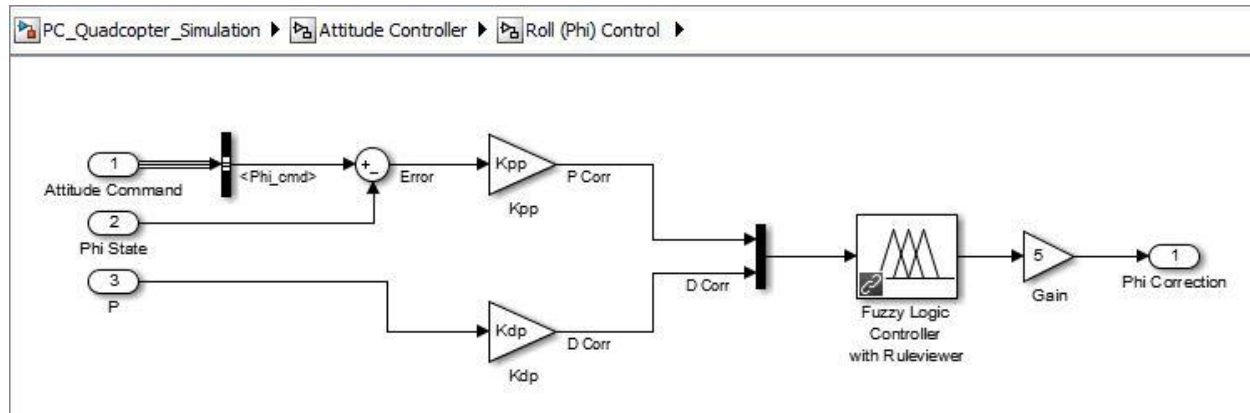 PC_Quadcopter_Simulation Attitude Controller Roll (Phi) Control
1
Attitude Command
<Phi_cmd>
+
-
Error
Kpp
Kpp
P Corr
2
Phi State
3
P
Kdp
Kdp
D Corr
D Corr
Fuzzy Logic
Controller
with Ruleviewer
5
Gain
1
Phi Correction